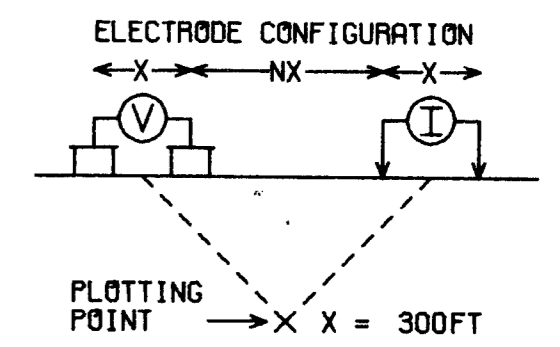 ELECTRODE CONFIGURATION
X NX X
V I
PLOTTING
POINT X X = 300FT